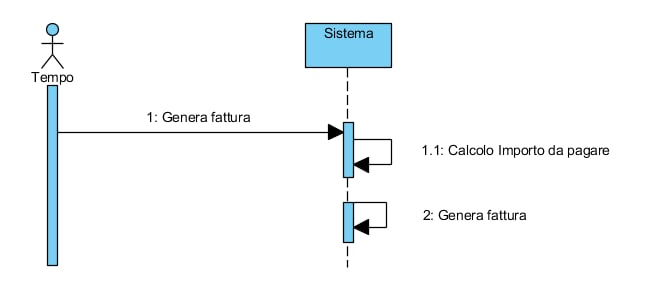 Sistema
Tempo
1: Genera fattura
1.1: Calcolo Importo da pagare
2: Genera fattura